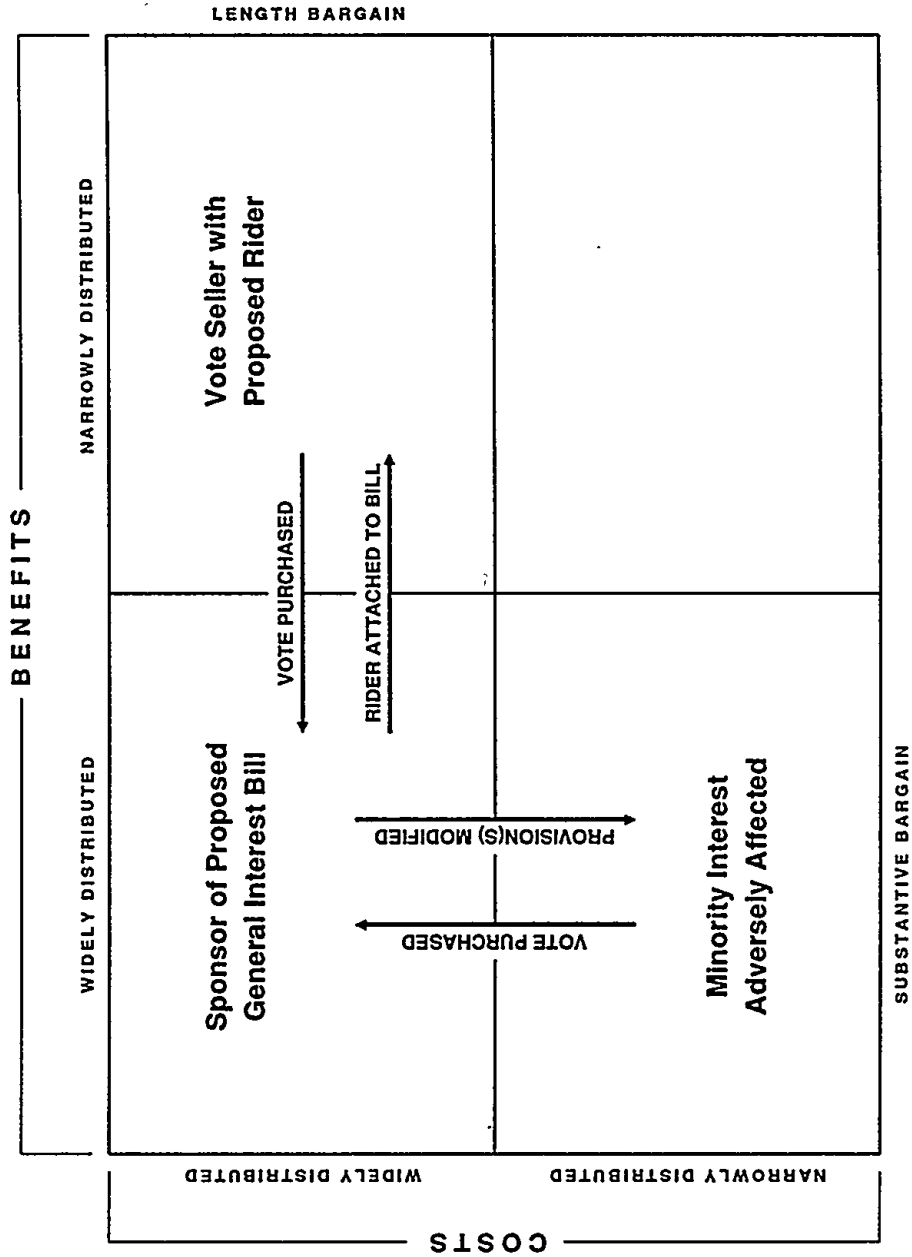 BENEFITS
WIDELY DISTRIBUTED
NARROWLY DISTRIBUTED
COSTS
WIDELY DISTRIBUTED
NARROWLY DISTRIBUTED
Sponsor of Proposed
General Interest Bill
Vote Seller with
Proposed Rider
VOTE PURCHASED
RIDER ATTACHED TO BILL
LENGTH BARGAIN
VOTE PURCHASED
PROVISION(S) MODIFIED
Minority Interest
Adversely Affected
SUBSTANTIVE BARGAIN